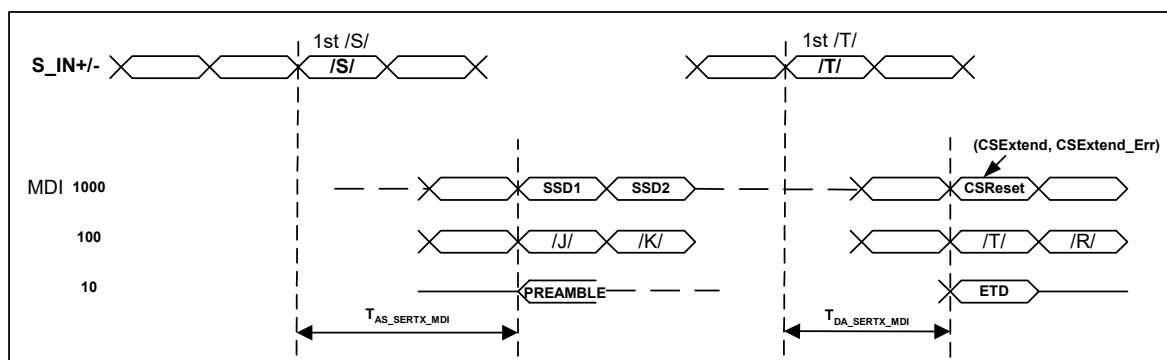 1st /S/
1st /T/
S_IN+/- /S/ /T/
(CSExtend, CSExtend_Err)
MDI 1000 SSD1 SSD2 CSReset
100 /J/ /K/ /T/ /R/
10 PREAMBLE ETD
TAS_SERTX_MDI TDA_SERTX_MDI